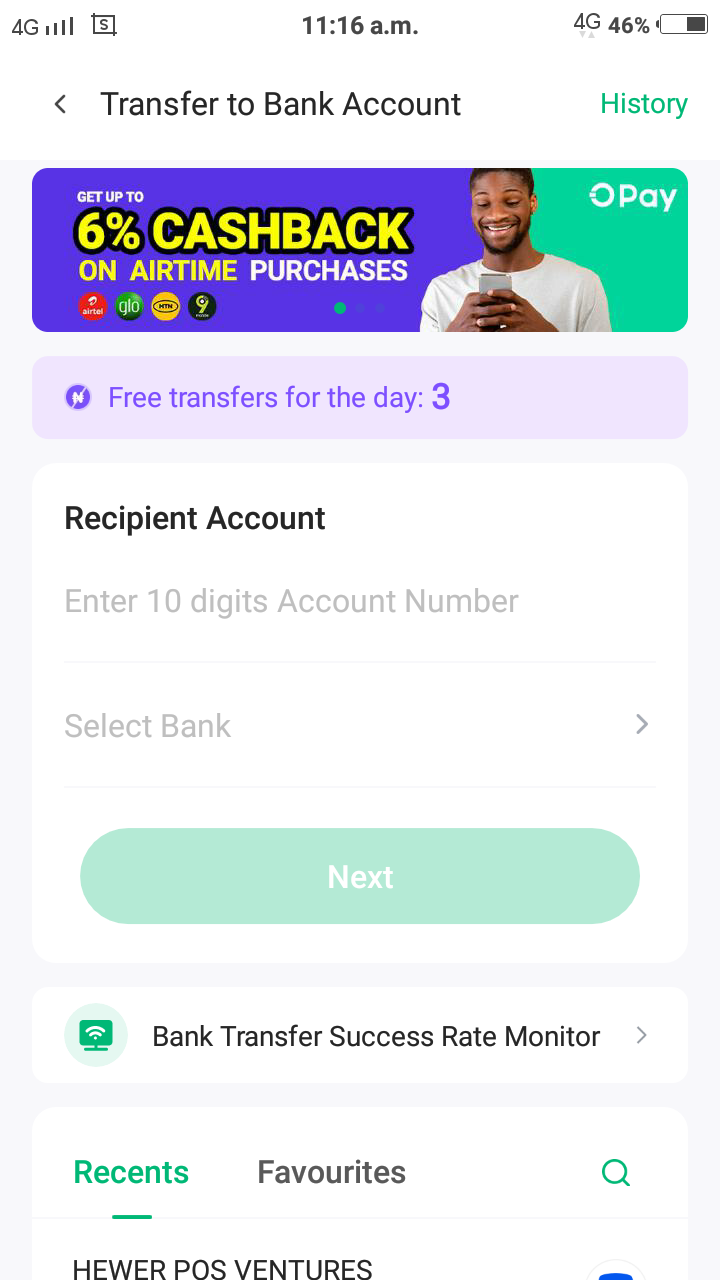 4G S 11:16 a.m. 4G 46%
Transfer to Bank Account History
GET UP TO
6% CASHBACK
ON AIRTIME PURCHASES
airtel glo MTN 9 mobile
OPay
₦ Free transfers for the day: 3
Recipient Account
Enter 10 digits Account Number
Select Bank
Next
Bank Transfer Success Rate Monitor
Recents Favourites
HEWER POS VENTURES